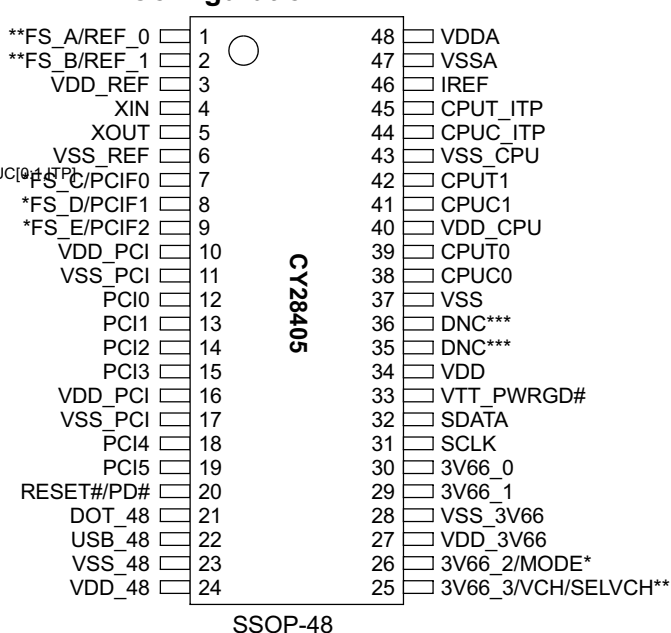 **FS_A/REF_0 1 48 VDDA
**FS_B/REF_1 2 47 VSSA
VDD_REF 3 46 IREF
XIN 4 45 CPUT_ITP
XOUT 5 44 CPUC_ITP
VSS_REF 6 43 VSS_CPU
UC[0:1,ITP]
*FS_C/PCIF0 7 42 CPUT1
*FS_D/PCIF1 8 41 CPUC1
*FS_E/PCIF2 9 40 VDD_CPU
VDD_PCI 10 39 CPUT0
VSS_PCI 11 38 CPUC0
PCI0 12 37 VSS
PCI1 13 36 DNC***
PCI2 14 35 DNC***
PCI3 15 34 VDD
VDD_PCI 16 33 VTT_PWRGD#
VSS_PCI 17 32 SDATA
PCI4 18 31 SCLK
PCI5 19 30 3V66_0
RESET#/PD# 20 29 3V66_1
DOT_48 21 28 VSS_3V66
USB_48 22 27 VDD_3V66
VSS_48 23 26 3V66_2/MODE*
VDD_48 24 25 3V66_3/VCH/SELVCH**
CY28405
SSOP-48